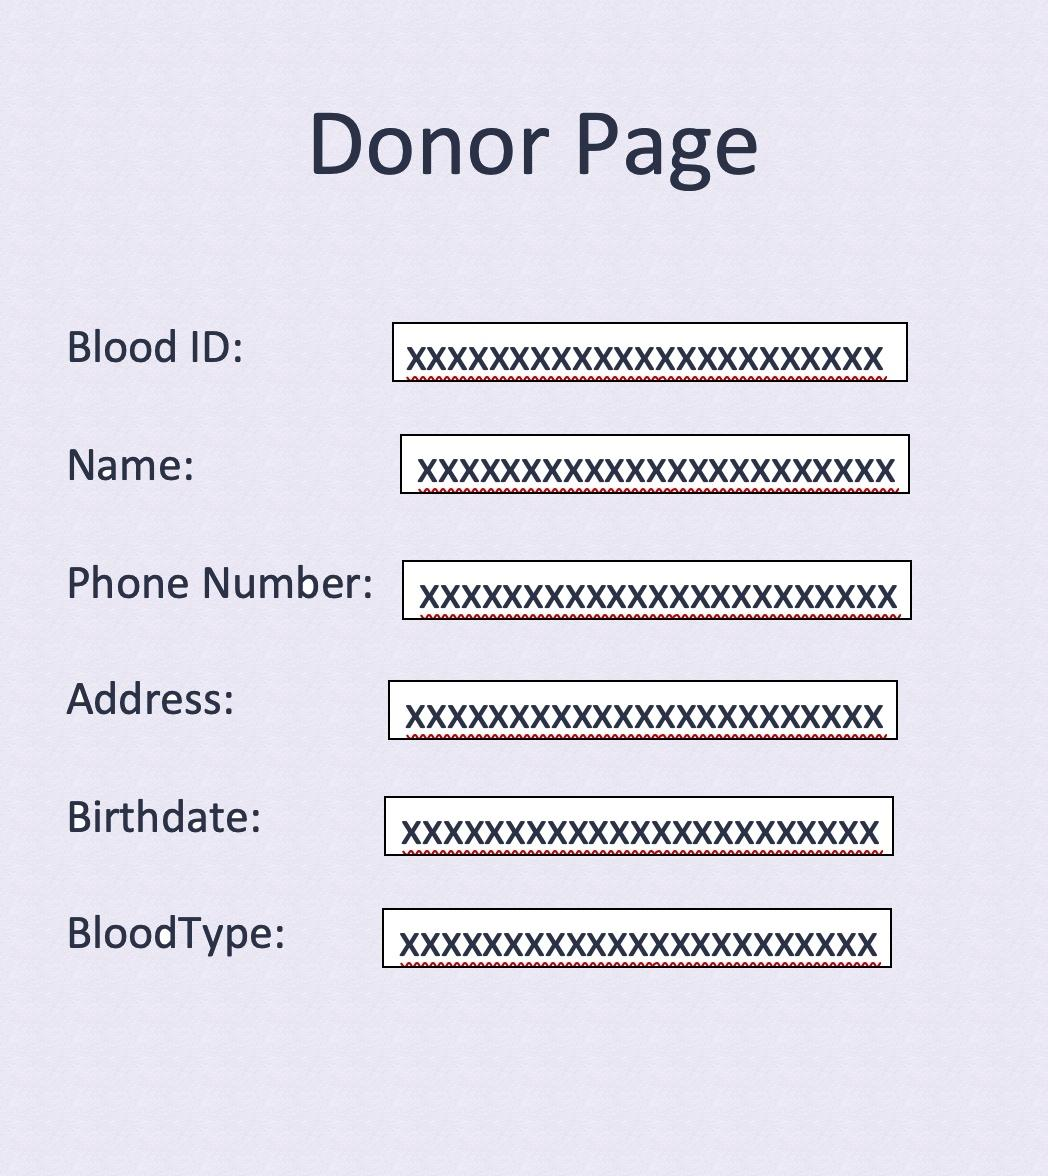 Donor Page
Blood ID: XXXXXXXXXXXXXXXXXXXXXXX
Name: XXXXXXXXXXXXXXXXXXXXXXX
Phone Number: XXXXXXXXXXXXXXXXXXXXXXX
Address: XXXXXXXXXXXXXXXXXXXXXXX
Birthdate: XXXXXXXXXXXXXXXXXXXXXXX
BloodType: XXXXXXXXXXXXXXXXXXXXXXX